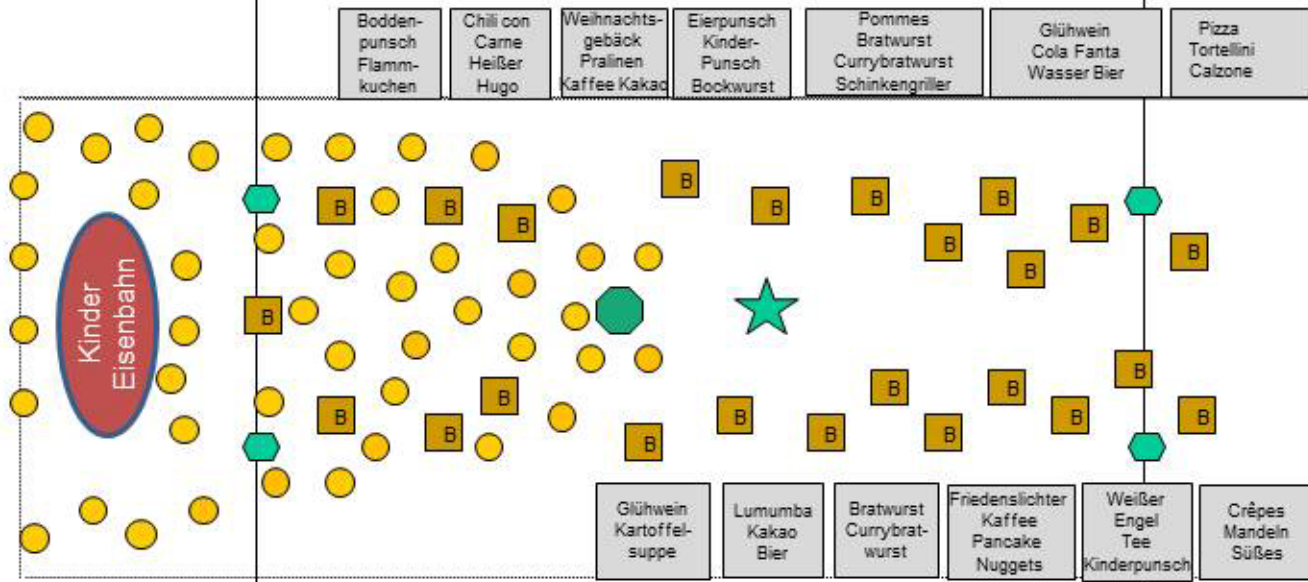 Bodden-
punsch
Flamm-
kuchen
Chili con
Carne
Heißer
Hugo
Weihnachts-
gebäck
Pralinen
Kaffee Kakao
Eierpunsch
Kinder-
Punsch
Bockwurst
Pommes
Bratwurst
Currybratwurst
Schinkengriller
Glühwein
Cola Fanta
Wasser Bier
Pizza
Tortellini
Calzone
B
B
B
B
B
B
B
B
B
B
B
Kinder
Eisenbahn
B
B
B
B
B
B
B
B
B
B
B
B
B
Glühwein
Kartoffel-
suppe
Lumumba
Kakao
Bier
Bratwurst
Currybrat-
wurst
Friedenslichter
Kaffee
Pancake
Nuggets
Weißer
Engel
Tee
Kinderpunsch
Crêpes
Mandeln
Süßes